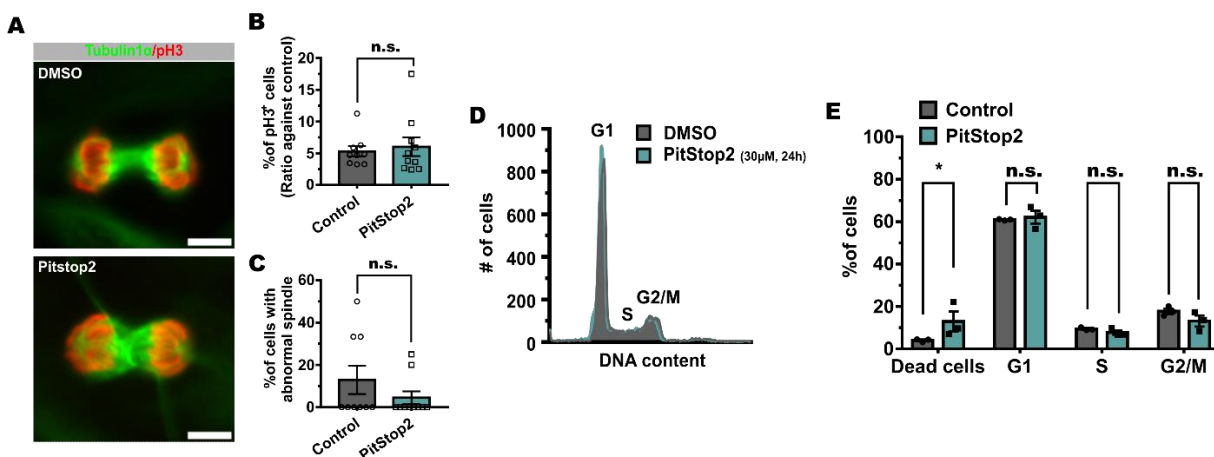 A
Tubulin1α/pH3
DMSO
Pitstop2
B
n.s.
%of pH3⁺ cells
(Ratio against control)
20
15
10
5
0
Control
PitStop2
C
n.s.
%of cells with
abnormal spindle
60
40
20
0
Control
PitStop2
D
G1
DMSO
PitStop2 (30μM, 24h)
# of cells
1000
800
600
400
200
0
S
G2/M
DNA content
E
Control
PitStop2
%of cells
100
80
60
40
20
0
*
n.s.
n.s.
n.s.
Dead cells
G1
S
G2/M